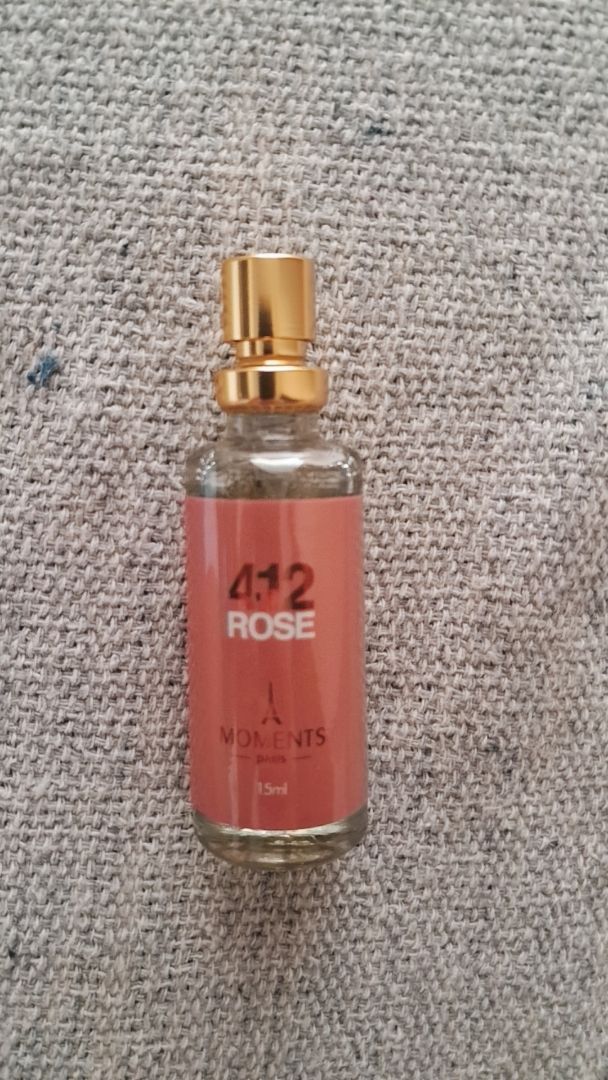 412
ROSE
MOMENTS
PARIS
15ml